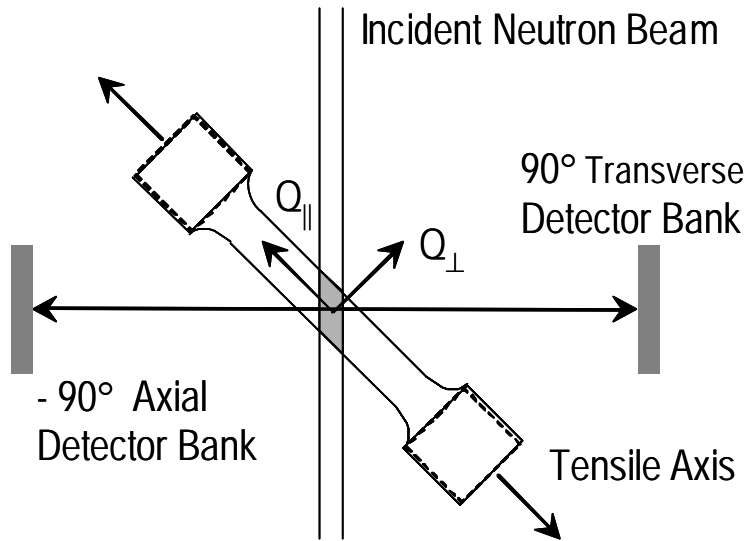 Incident Neutron Beam
90° Transverse
Detector Bank
Q||
Q⊥
- 90° Axial
Detector Bank
Tensile Axis